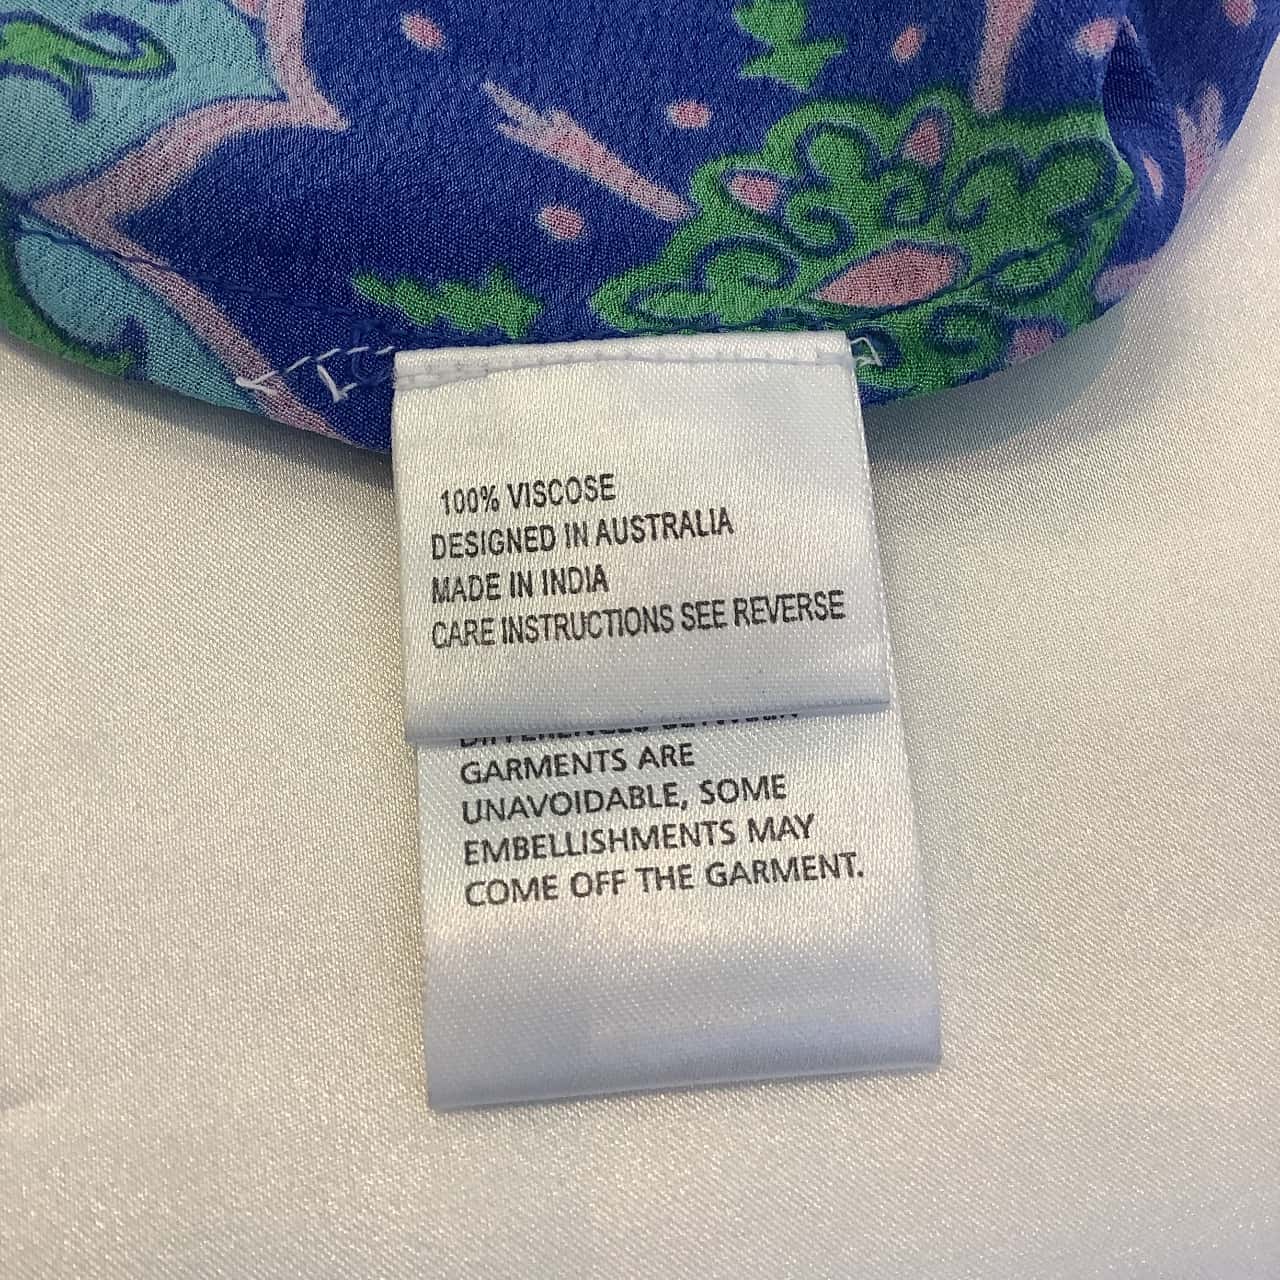 100% VISCOSE
DESIGNED IN AUSTRALIA
MADE IN INDIA
CARE INSTRUCTIONS SEE REVERSE
GARMENTS ARE
UNAVOIDABLE, SOME
EMBELLISHMENTS MAY
COME OFF THE GARMENT.